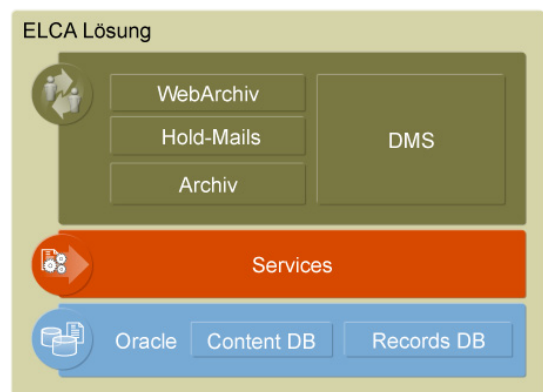 ELCA Lösung
WebArchiv
Hold-Mails
Archiv
DMS
Services
Oracle Content DB Records DB